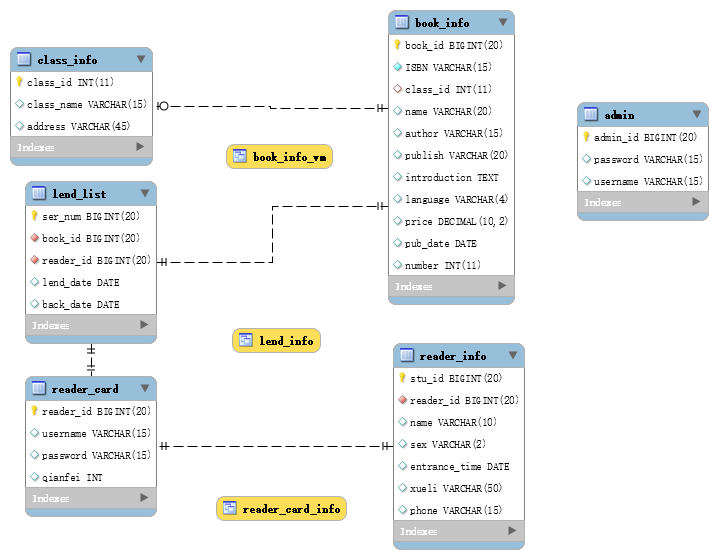 class_info
class_id INT(11)
class_name VARCHAR(15)
address VARCHAR(45)
Indexes
book_info
book_id BIGINT(20)
ISBN VARCHAR(15)
class_id INT(11)
name VARCHAR(20)
author VARCHAR(15)
publish VARCHAR(20)
introduction TEXT
language VARCHAR(4)
price DECIMAL(10,2)
pub_date DATE
number INT(11)
Indexes
admin
admin_id BIGINT(20)
password VARCHAR(15)
username VARCHAR(15)
Indexes
book_info_vm
lend_list
ser_num BIGINT(20)
book_id BIGINT(20)
reader_id BIGINT(20)
lend_date DATE
back_date DATE
Indexes
lend_info
reader_card
reader_id BIGINT(20)
username VARCHAR(15)
password VARCHAR(15)
qianfei INT
Indexes
reader_info
stu_id BIGINT(20)
reader_id BIGINT(20)
name VARCHAR(10)
sex VARCHAR(2)
entrance_time DATE
xueli VARCHAR(50)
phone VARCHAR(15)
Indexes
reader_card_info